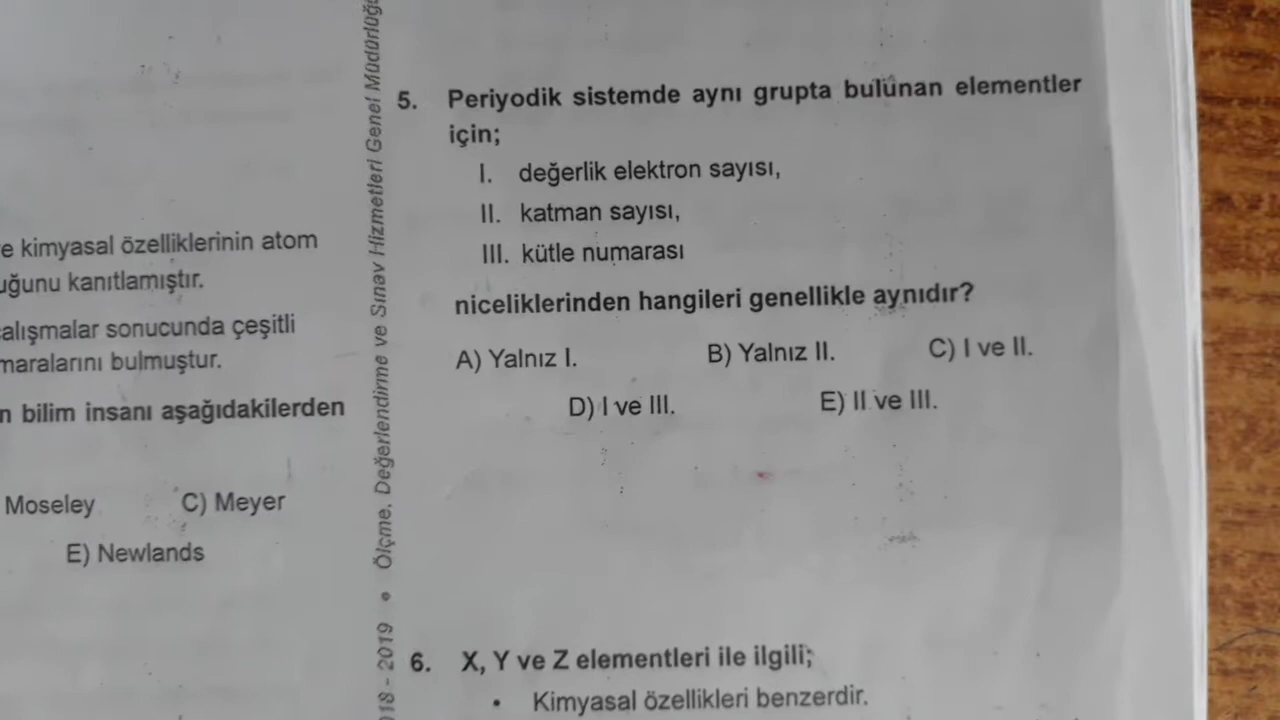 kimyasal özelliklerinin atom
kanıtlamıştır.
sonucunda çeşitli
bulmuştur.
bilim insanı aşağıdakilerden
Moseley C) Meyer
E) Newlands
Ölçme, Değerlendirme ve Sınav Hizmetleri Genel Müdürlüğü
2019 •
5. Periyodik sistemde aynı grupta bulunan elementler
için;
I. değerlik elektron sayısı,
II. katman sayısı,
III. kütle numarası
niceliklerinden hangileri genellikle aynıdır?
A) Yalnız I. B) Yalnız II. C) I ve II.
D) I ve III. E) II ve III.
6. X, Y ve Z elementleri ile ilgili;
• Kimyasal özellikleri benzerdir.